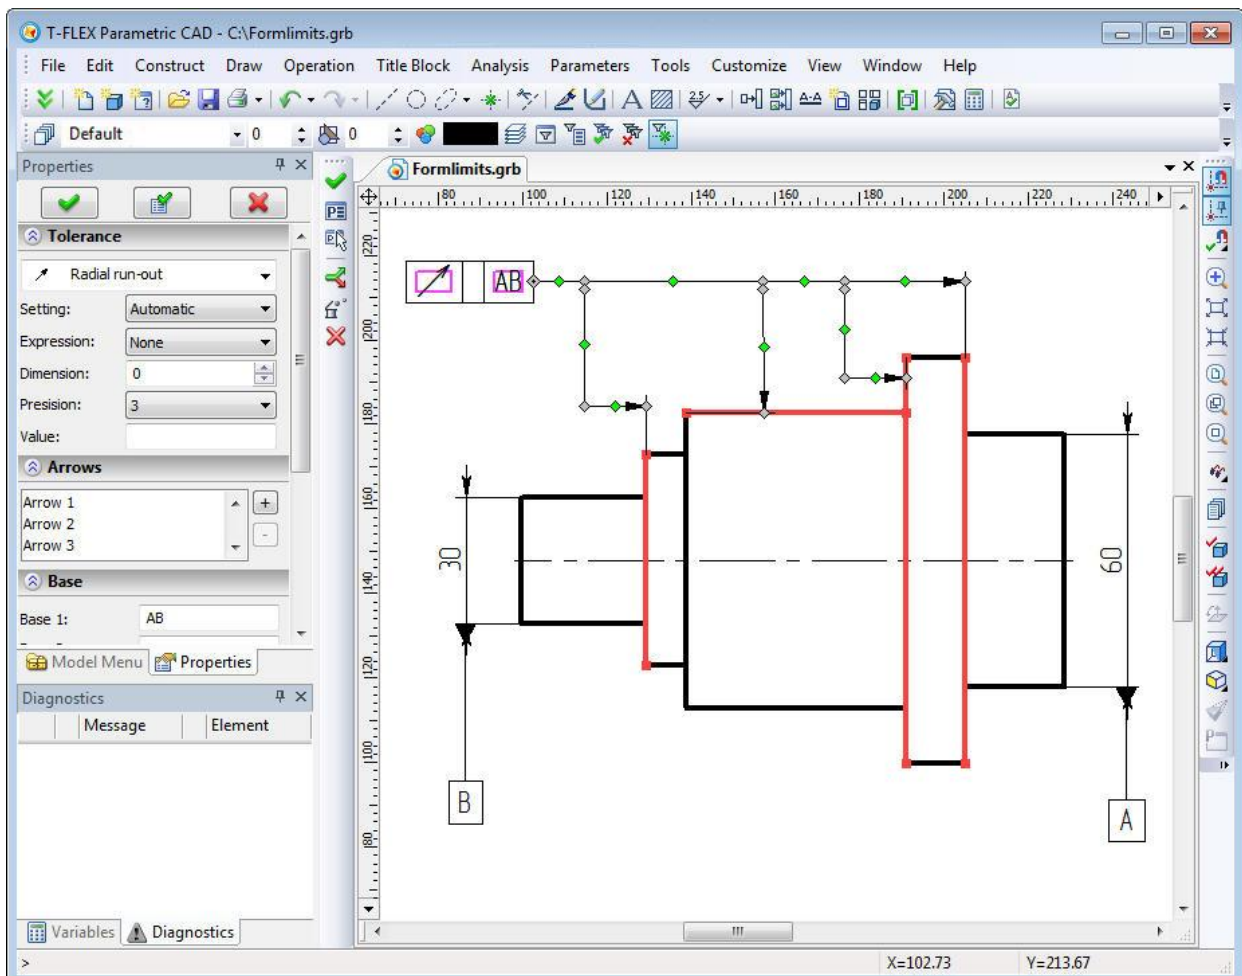 T-FLEX Parametric CAD - C:\Formlimits.grb
File Edit Construct Draw Operation Title Block Analysis Parameters Tools Customize View Window Help
Default 0 0
Properties
Formlimits.grb
80 100 120 140 160 180 200 220 240
Tolerance
Radial run-out
Setting: Automatic
Expression: None
Dimension: 0
Presision: 3
Value:
Arrows
Arrow 1
Arrow 2
Arrow 3
Base
Base 1: AB
Model Menu Properties
Diagnostics
Message Element
Variables Diagnostics
220
200
180
160
140
120
100
80
AB
30
60
B
A
> X=102.73 Y=213.67